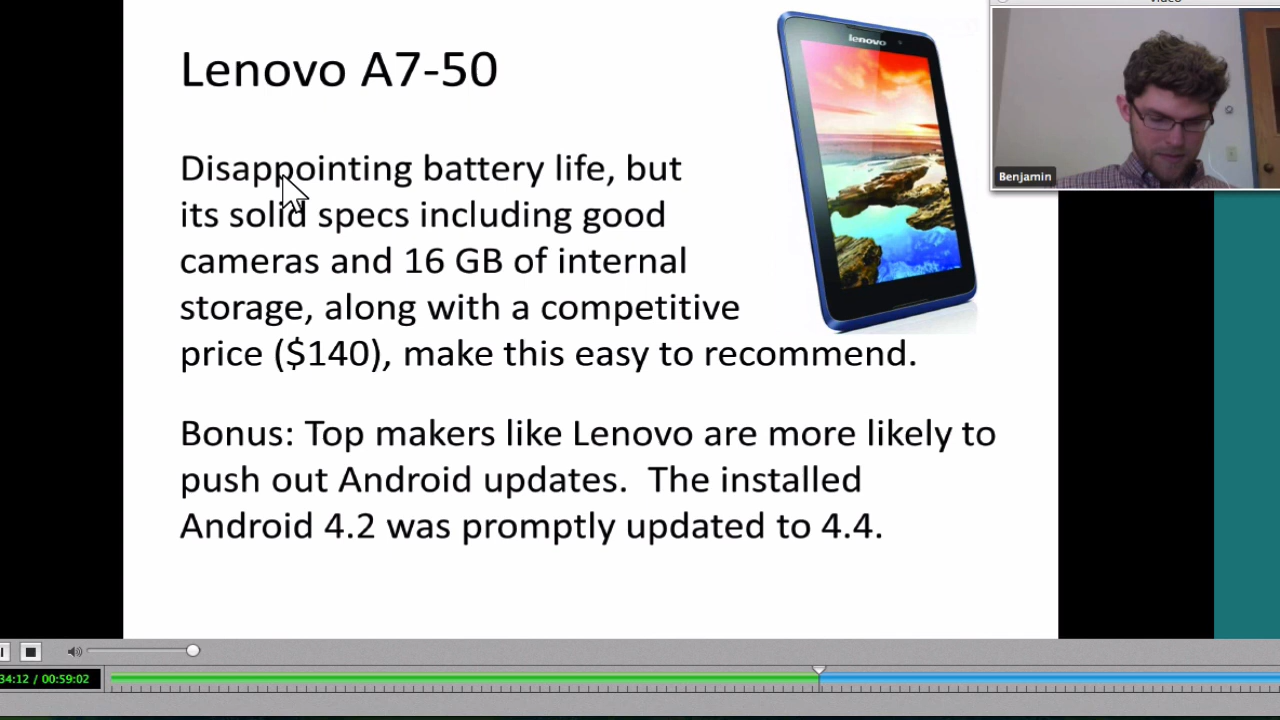 Lenovo A7-50
lenovo
Disappointing battery life, but
its solid specs including good
cameras and 16 GB of internal
storage, along with a competitive
price ($140), make this easy to recommend.
Bonus: Top makers like Lenovo are more likely to
push out Android updates.  The installed
Android 4.2 was promptly updated to 4.4.
Benjamin
34:12 / 00:59:02